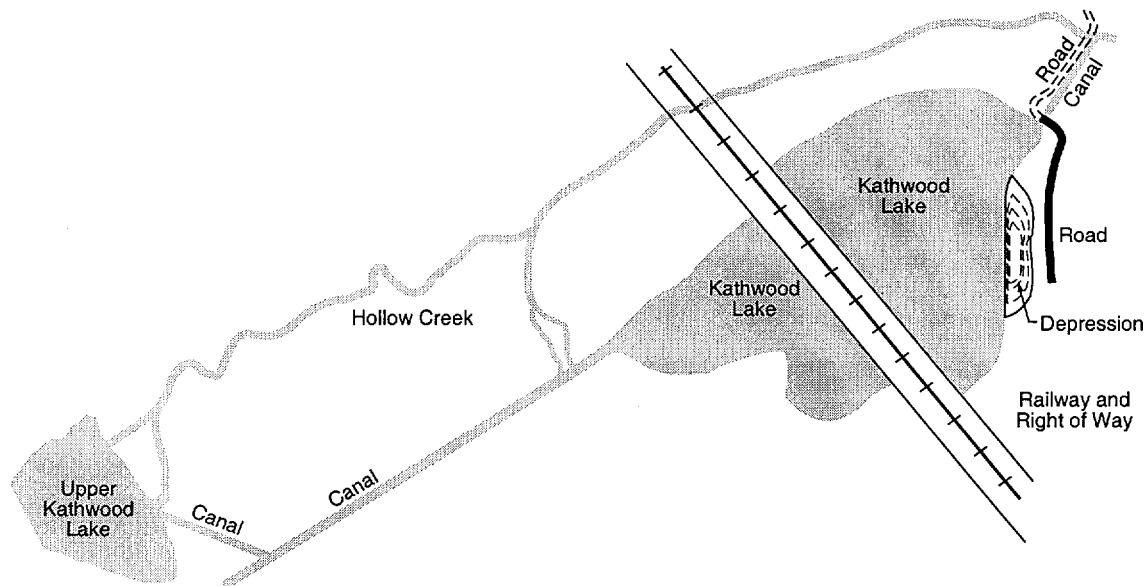 Road
Canal
Kathwood
Lake
Road
Kathwood
Lake
Hollow Creek
Depression
Railway and
Right of Way
Canal
Upper
Kathwood
Lake
Canal